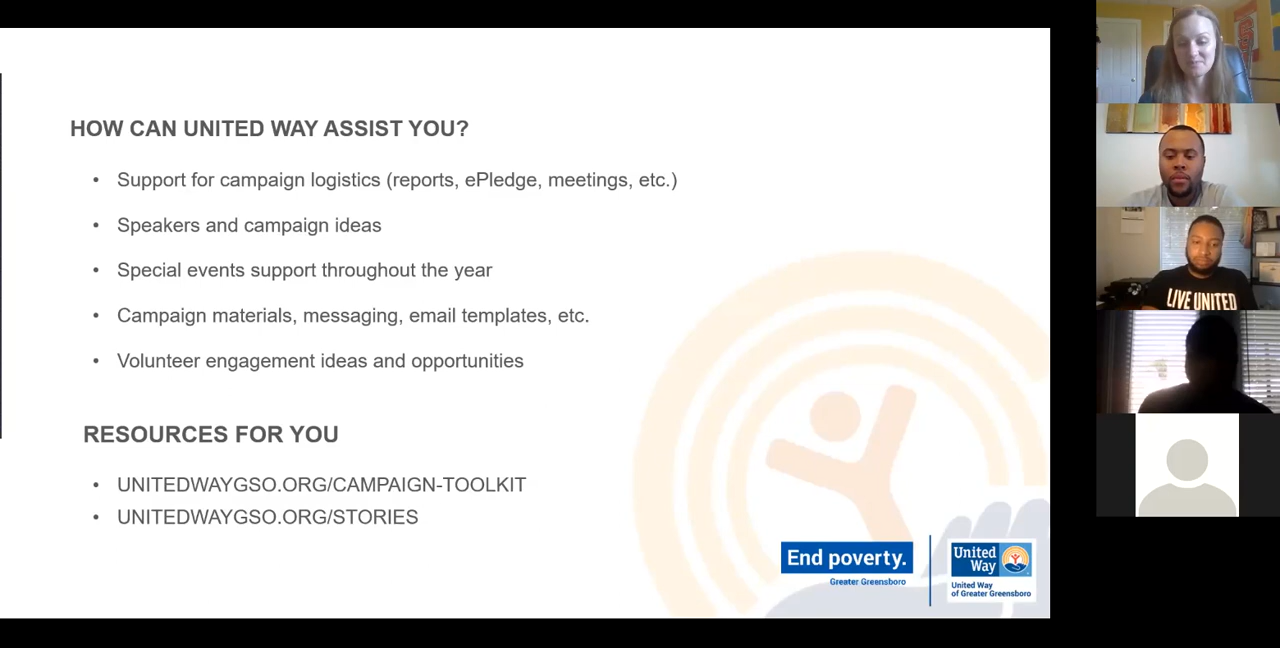 HOW CAN UNITED WAY ASSIST YOU?
• Support for campaign logistics (reports, ePledge, meetings, etc.)
• Speakers and campaign ideas
• Special events support throughout the year
• Campaign materials, messaging, email templates, etc.
• Volunteer engagement ideas and opportunities
RESOURCES FOR YOU
• UNITEDWAYGSO.ORG/CAMPAIGN-TOOLKIT
• UNITEDWAYGSO.ORG/STORIES
End poverty.
Greater Greensboro
United
Way
United Way
of Greater Greensboro
LIVE UNITED